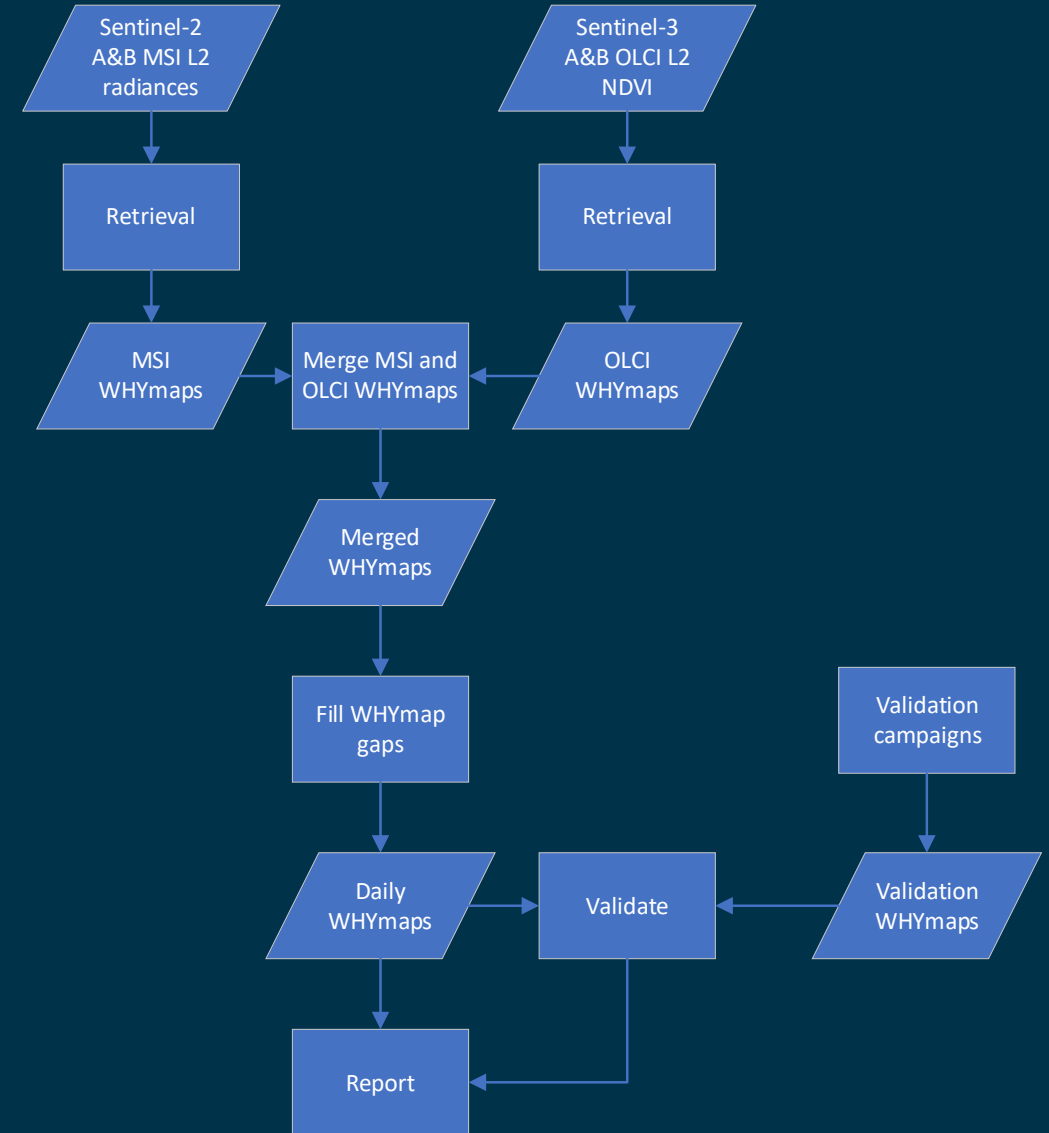 Sentinel-2
A&B MSI L2
radiances
Sentinel-3
A&B OLCI L2
NDVI
Retrieval
Retrieval
MSI
WHYmaps
Merge MSI and
OLCI WHYmaps
OLCI
WHYmaps
Merged
WHYmaps
Fill WHYmap
gaps
Validation
campaigns
Daily
WHYmaps
Validate
Validation
WHYmaps
Report